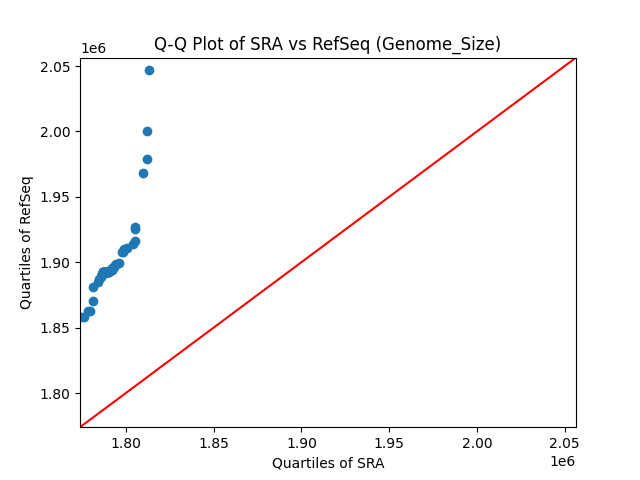 Q-Q Plot of SRA vs RefSeq (Genome_Size)
1e6
2.05
2.00
1.95
1.90
1.85
1.80
Quartiles of RefSeq
1.80 1.85 1.90 1.95 2.00 2.05
Quartiles of SRA
1e6